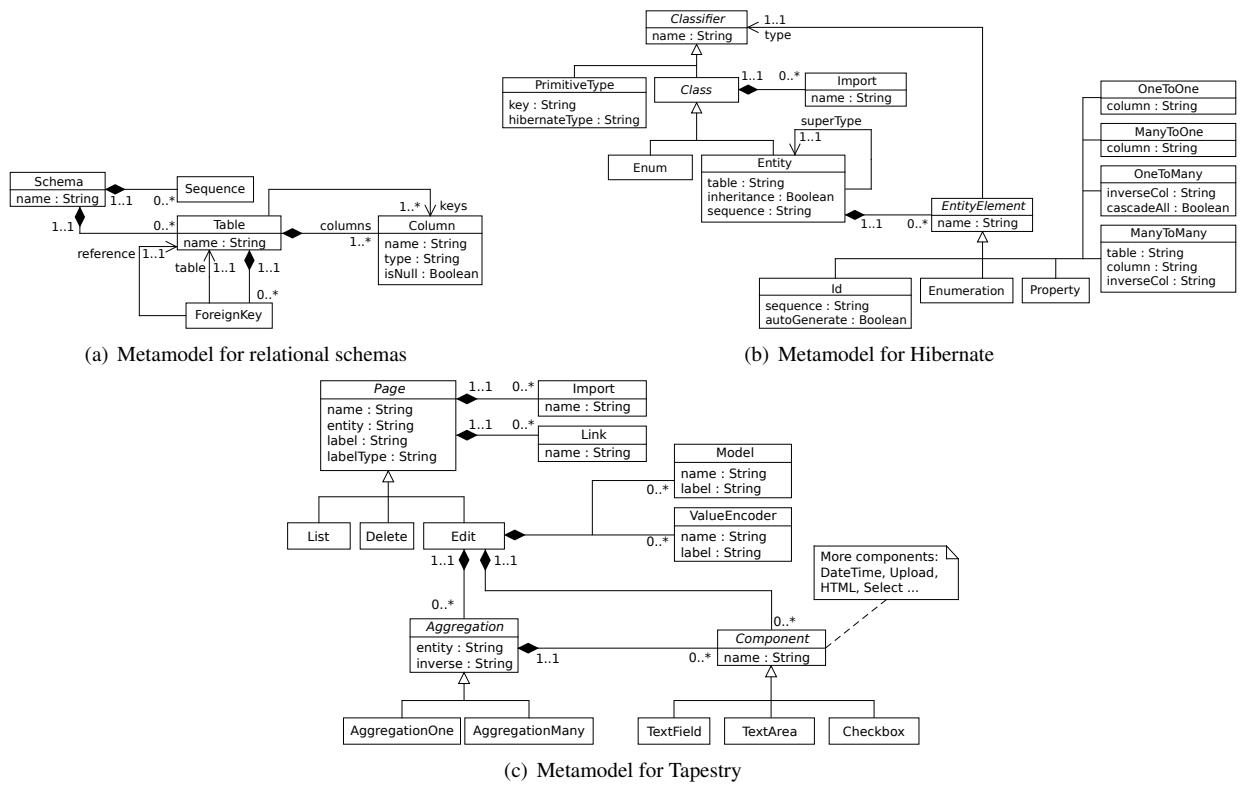 Schema
name : String
1..1
0..*
Sequence
1..1
0..*
Table
name : String
columns
1..*
1..*
keys
Column
name : String
type : String
isNull : Boolean
reference
1..1
table
1..1
1..1
0..*
ForeignKey
(a) Metamodel for relational schemas
Classifier
name : String
1..1
type
PrimitiveType
key : String
hibernateType : String
Class
1..1
0..*
Import
name : String
superType
1..1
Enum
Entity
table : String
inheritance : Boolean
sequence : String
1..1
0..*
EntityElement
name : String
OneToOne
column : String
ManyToOne
column : String
OneToMany
inverseCol : String
cascadeAll : Boolean
ManyToMany
table : String
column : String
inverseCol : String
Id
sequence : String
autoGenerate : Boolean
Enumeration
Property
(b) Metamodel for Hibernate
Page
name : String
entity : String
label : String
labelType : String
1..1
0..*
Import
name : String
1..1
0..*
Link
name : String
List
Delete
Edit
0..*
Model
name : String
label : String
0..*
ValueEncoder
name : String
label : String
1..1
1..1
More components:
DateTime, Upload,
HTML, Select ...
0..*
0..*
Aggregation
entity : String
inverse : String
1..1
0..*
Component
name : String
AggregationOne
AggregationMany
TextField
TextArea
Checkbox
(c) Metamodel for Tapestry